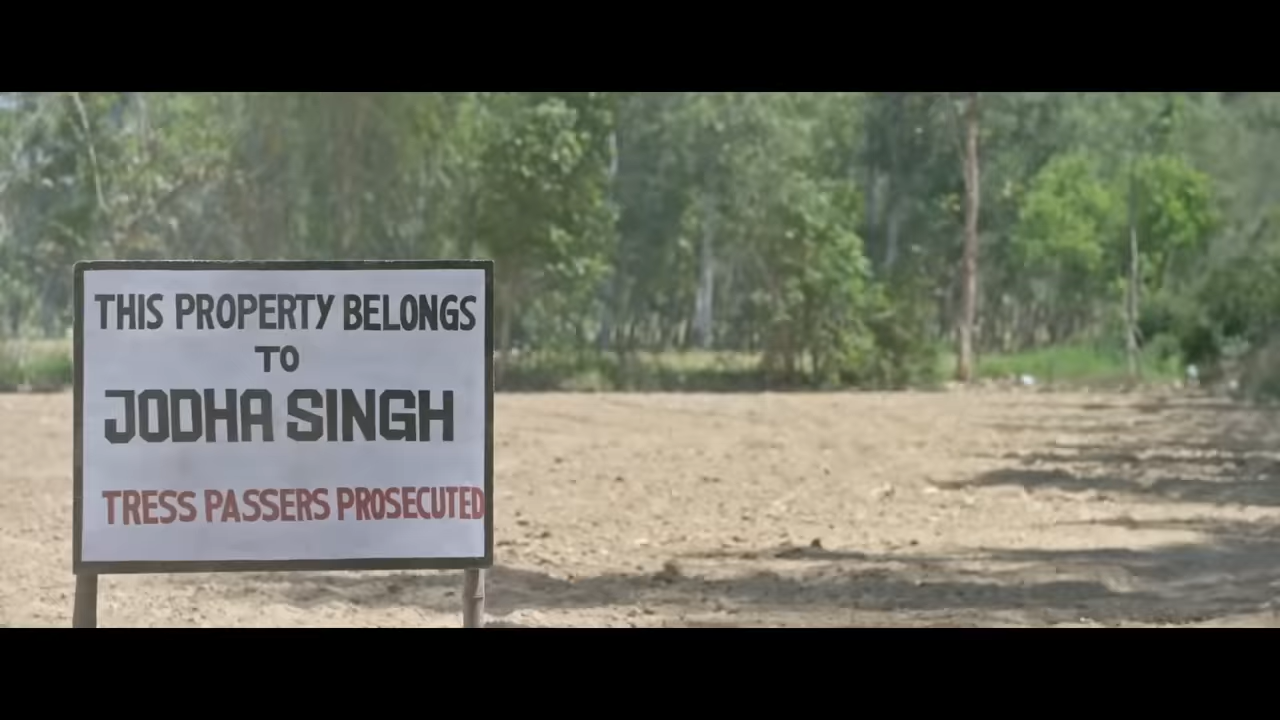 THIS PROPERTY BELONGS
TO
JODHA SINGH
TRESS PASSERS PROSECUTED